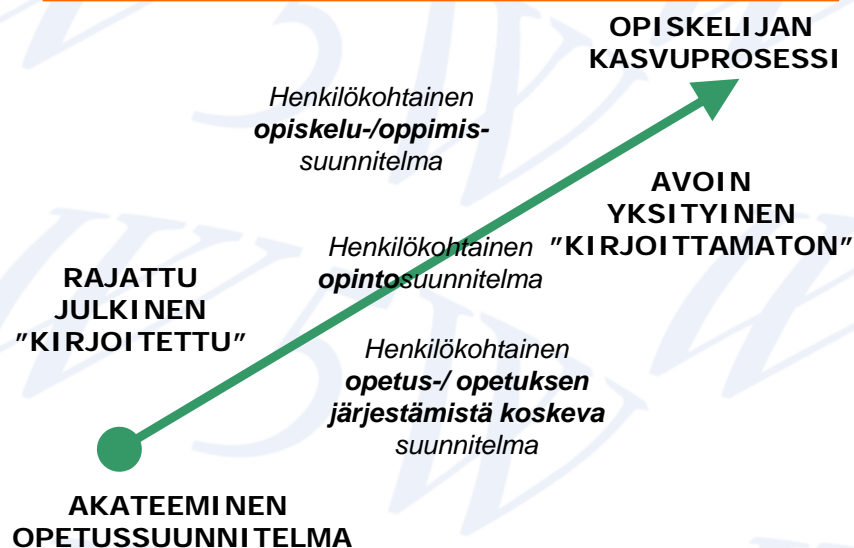 OPISKELIJAN
KASVUPROSESSI
Henkilökohtainen
opiskelu-/oppimis-
suunnitelma
AVOIN
YKSITYINEN
"KIRJOITTAMATON"
Henkilökohtainen
opintosuunnitelma
RAJATTU
JULKINEN
"KIRJOITETTU"
Henkilökohtainen
opetus-/ opetuksen
järjestämistä koskeva
suunnitelma
AKATEEMINEN
OPETUSSUUNNITELMA
5W